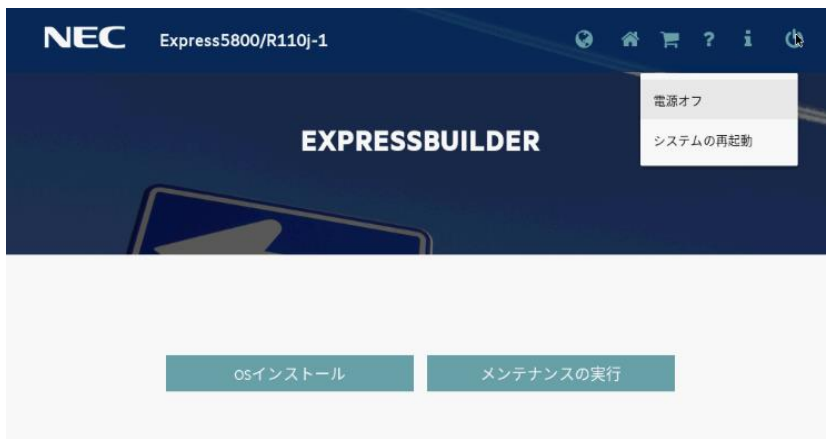 NEC Express5800/R110j-1
?
i
電源オフ
システムの再起動
EXPRESSBUILDER
OSインストール
メンテナンスの実行